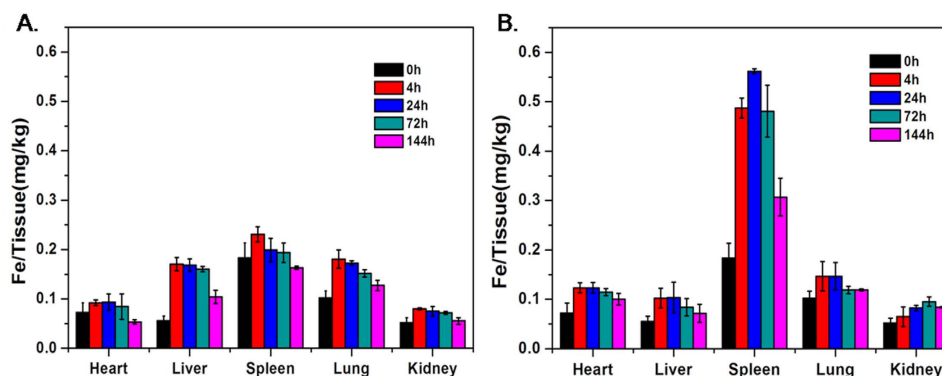 A.
0.6
0.5
0.4
0.3
0.2
0.1
0.0
Fe/Tissue(mg/kg)
0h
4h
24h
72h
144h
Heart Liver Spleen Lung Kidney
B.
0.6
0.5
0.4
0.3
0.2
0.1
0.0
Fe/Tissue(mg/kg)
0h
4h
24h
72h
144h
Heart Liver Spleen Lung Kidney